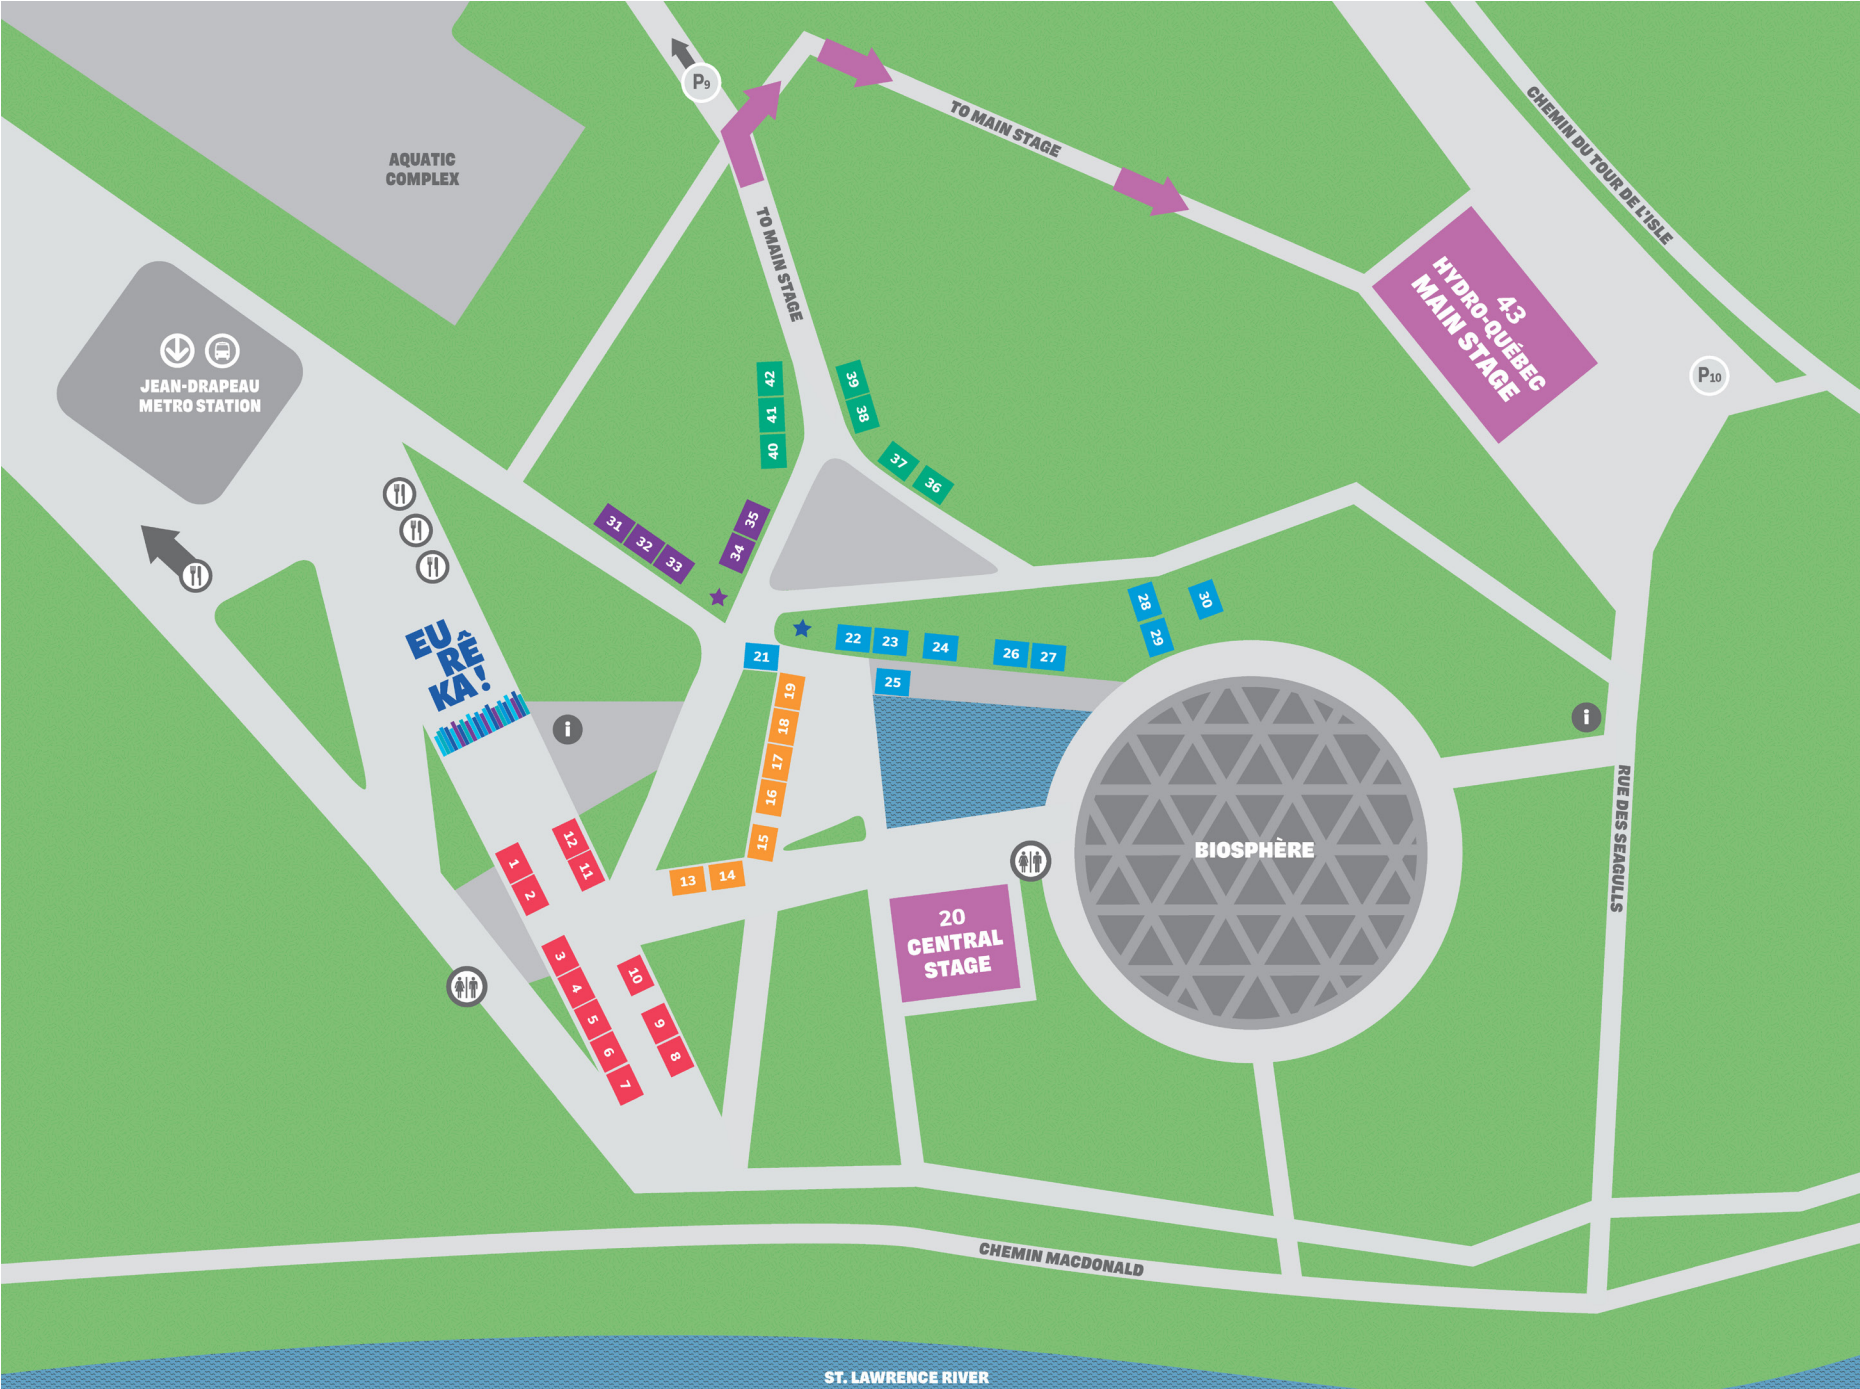 P9
AQUATIC
COMPLEX
TO MAIN STAGE
TO MAIN STAGE
CHEMIN DU TOUR DE L'ISLE
43
HYDRO-QUÉBEC
MAIN STAGE
P10
JEAN-DRAPEAU
METRO STATION
42
41
40
39
38
37
36
35
34
31
32
33
EU
RÊ
KA!
i
21
22
23
24
25
26
27
28
29
30
19
18
17
16
15
14
13
12
11
1
2
3
4
5
6
7
10
9
8
20
CENTRAL
STAGE
BIOSPHÈRE
i
RUE DES SEAGULLS
CHEMIN MACDONALD
ST. LAWRENCE RIVER